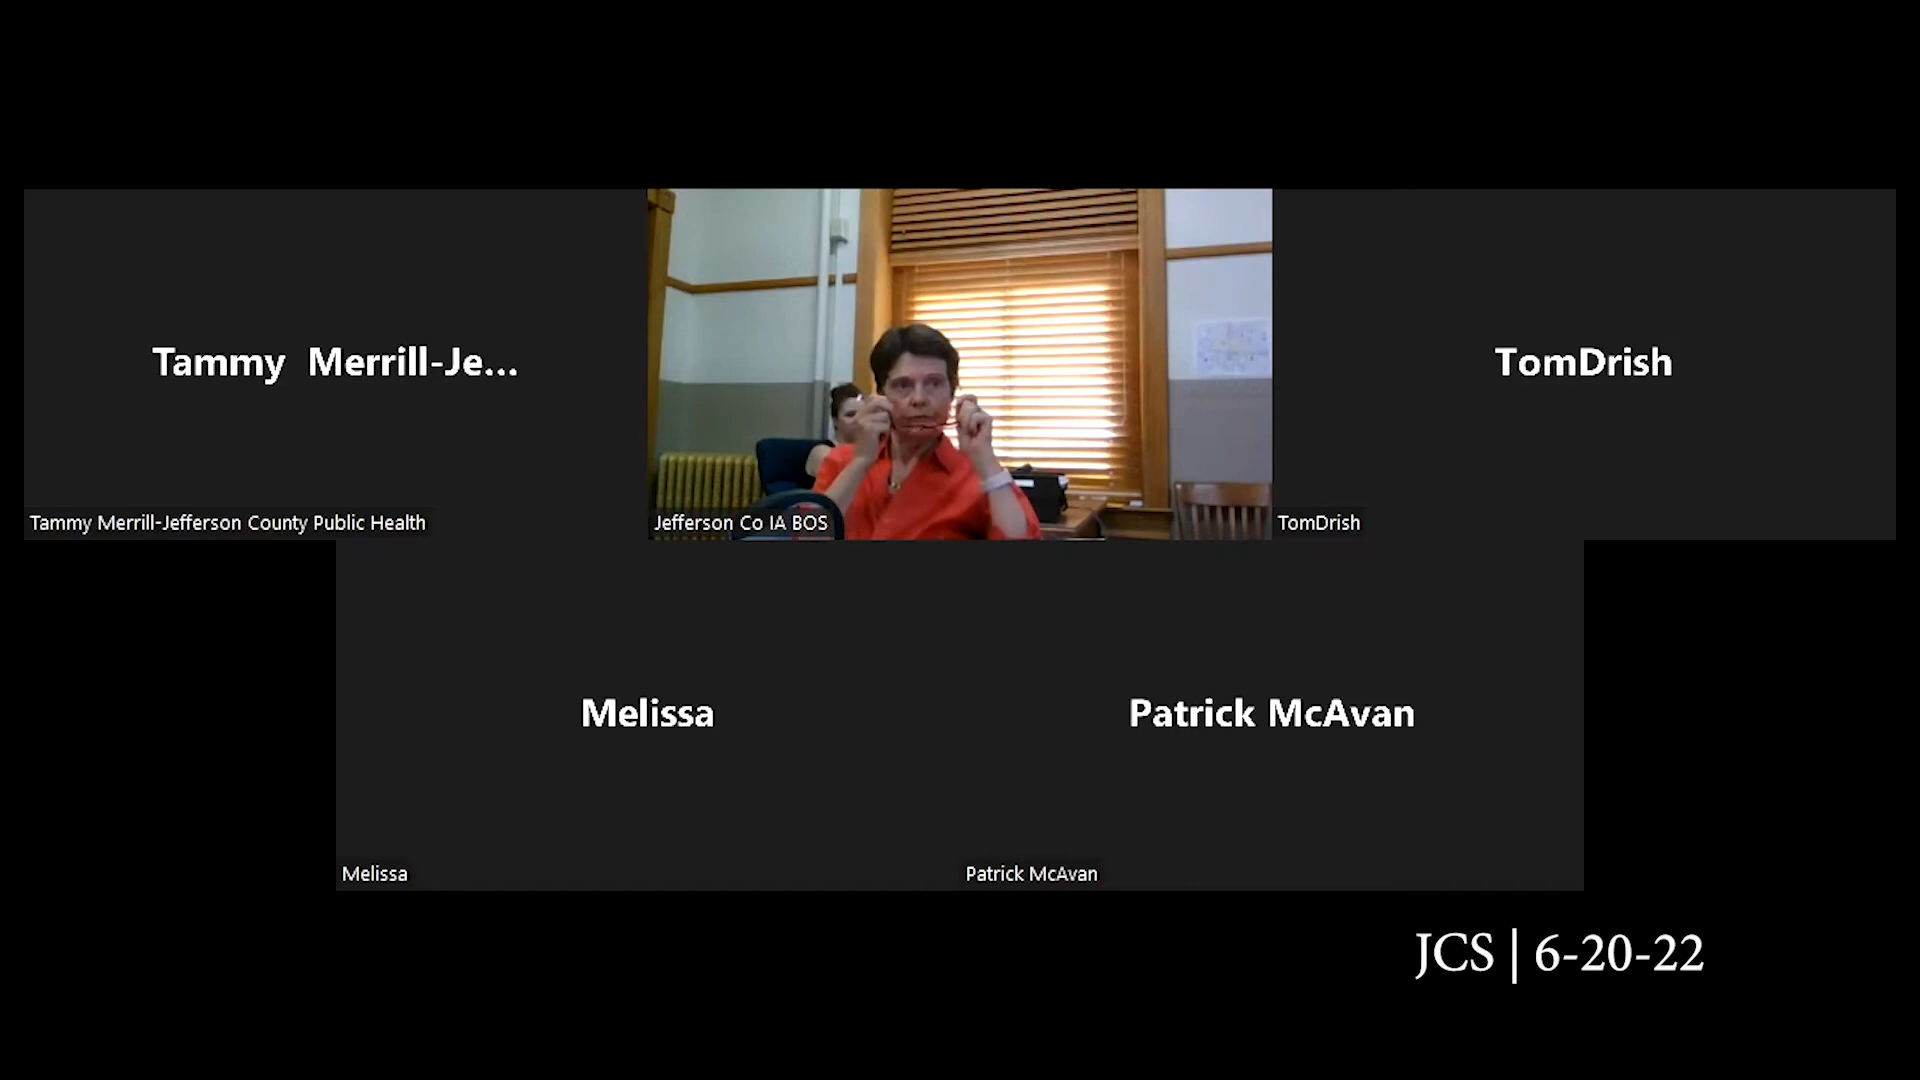 Tammy  Merrill-Je...
TomDrish
Tammy Merrill-Jefferson County Public Health
Jefferson Co IA BOS
TomDrish
Melissa
Patrick McAvan
Melissa
Patrick McAvan
JCS | 6-20-22